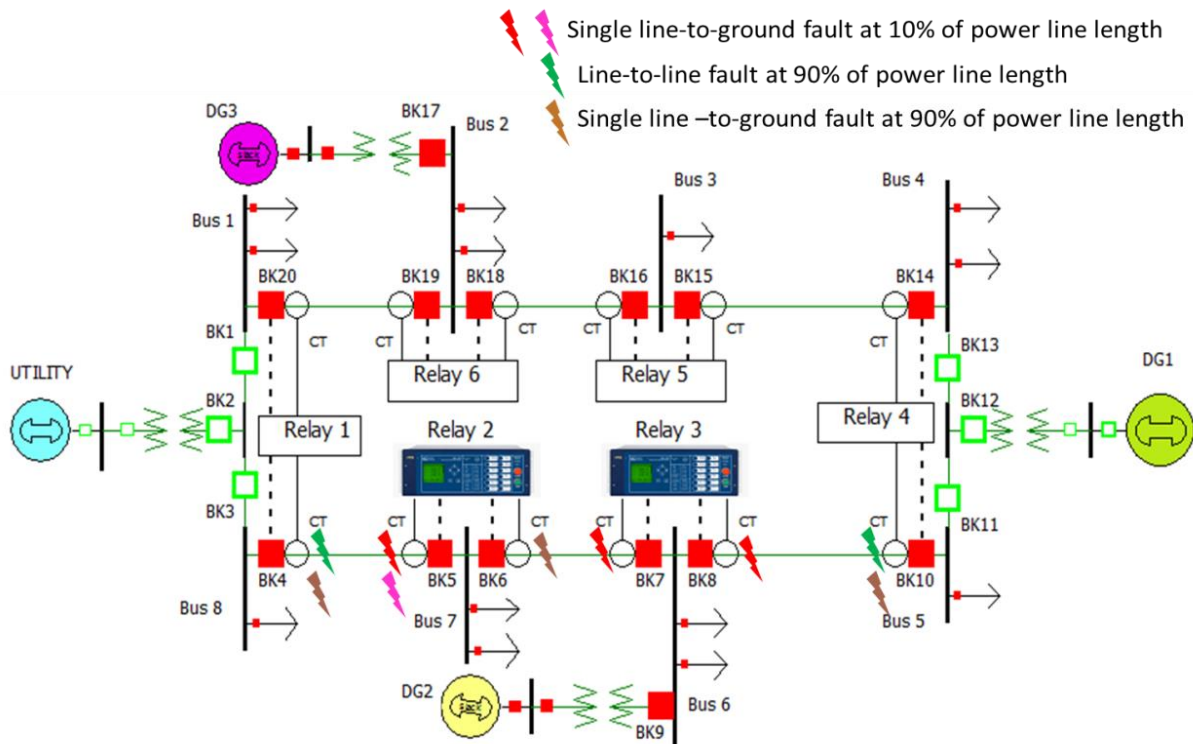 Single line-to-ground fault at 10% of power line length
Line-to-line fault at 90% of power line length
Single line –to-ground fault at 90% of power line length
DG3
BK17
Bus 2
Bus 1
Bus 3
Bus 4
BK20
BK19
BK18
BK16
BK15
BK14
CT
CT
CT
CT
CT
CT
BK1
BK13
UTILITY
Relay 6
Relay 5
DG1
BK2
BK12
Relay 1
Relay 2
Relay 3
Relay 4
BK3
BK11
CT
CT
CT
CT
CT
CT
BK4
BK5
BK6
BK7
BK8
BK10
Bus 8
Bus 7
Bus 5
DG2
Bus 6
BK9